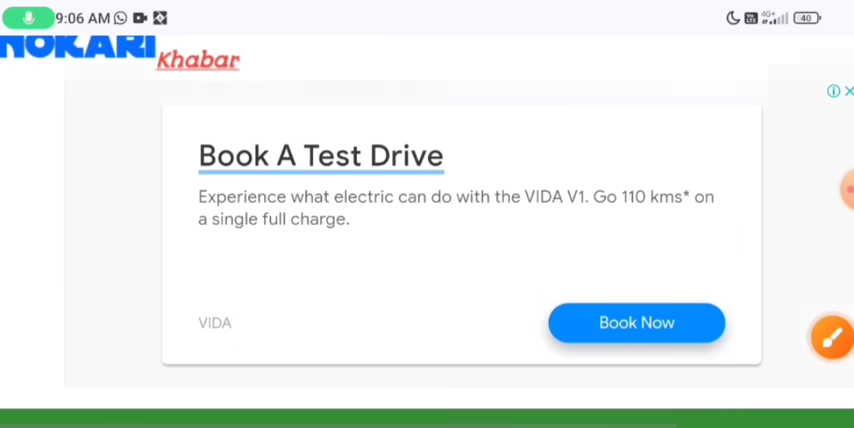 9:06 AM
4G+
40
NOKARI
Khabar
Book A Test Drive
Experience what electric can do with the VIDA V1. Go 110 kms* on
a single full charge.
VIDA
Book Now